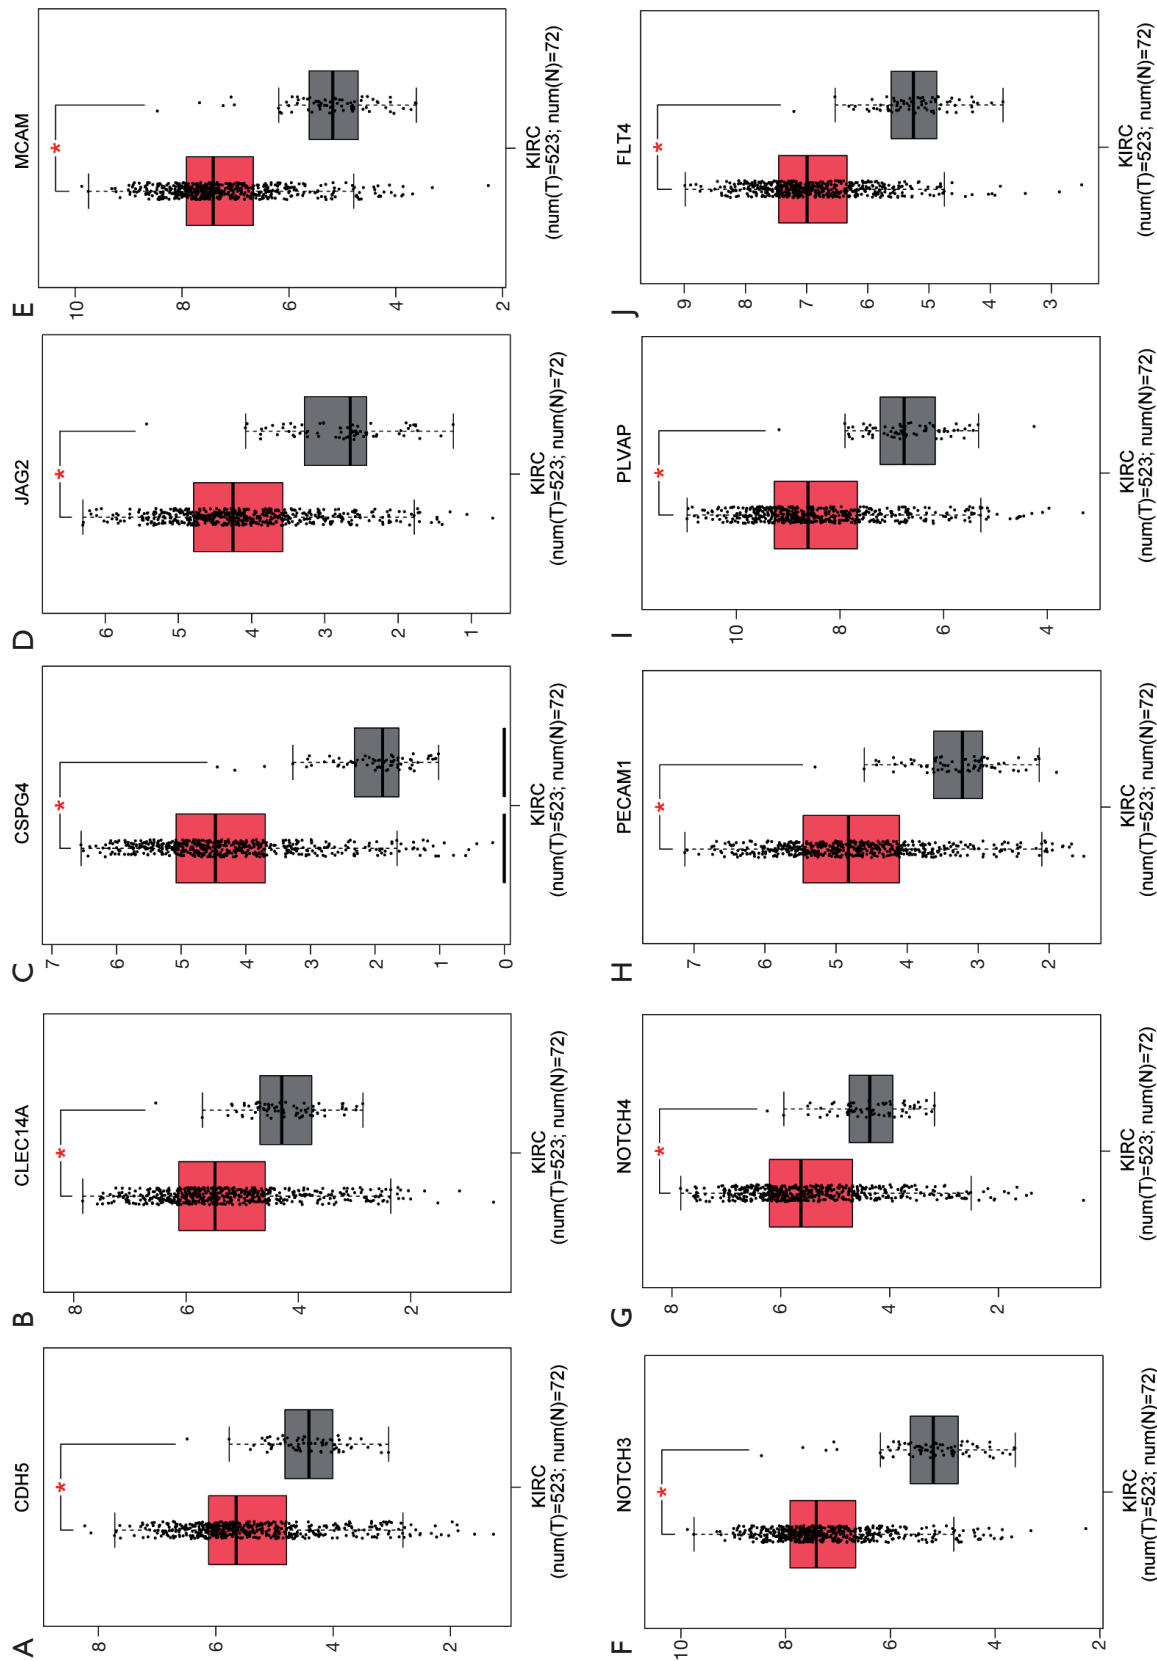 A
CDH5
8
6
4
2
KIRC
(num(T)=523; num(N)=72)
B
CLEC14A
8
6
4
2
KIRC
(num(T)=523; num(N)=72)
C
CSPG4
*
7
6
5
4
3
2
1
0
KIRC
(num(T)=523; num(N)=72)
D
JAG2
*
6
5
4
3
2
1
KIRC
(num(T)=523; num(N)=72)
E
MCAM
*
10
8
6
4
2
KIRC
(num(T)=523; num(N)=72)
F
NOTCH3
*
10
8
6
4
2
KIRC
(num(T)=523; num(N)=72)
G
NOTCH4
*
8
6
4
2
KIRC
(num(T)=523; num(N)=72)
H
PECAM1
*
7
6
5
4
3
2
KIRC
(num(T)=523; num(N)=72)
I
PLVAP
*
10
8
6
4
KIRC
(num(T)=523; num(N)=72)
J
FLT4
*
9
8
7
6
5
4
3
KIRC
(num(T)=523; num(N)=72)